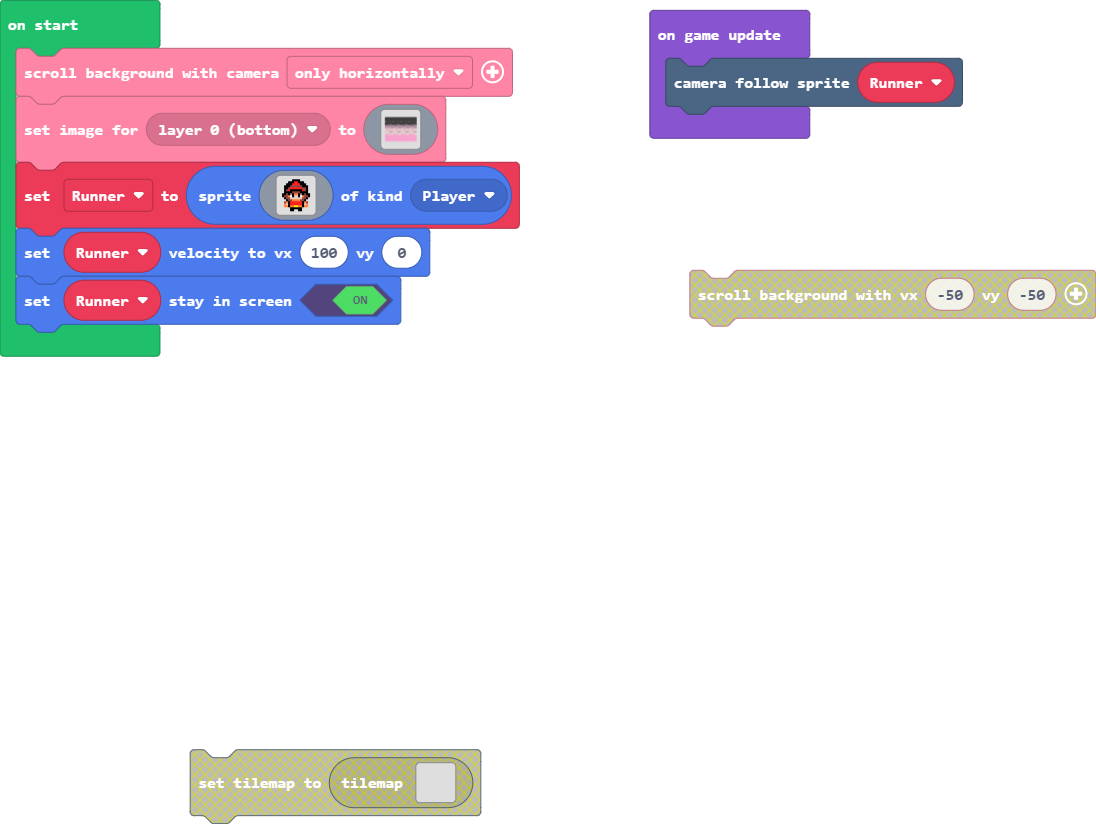 on start
scroll background with camera only horizontally
set image for layer 0 (bottom) to
set Runner to sprite of kind Player
set Runner velocity to vx 100 vy 0
set Runner stay in screen ON
on game update
camera follow sprite Runner
scroll background with vx -50 vy -50
set tilemap to tilemap